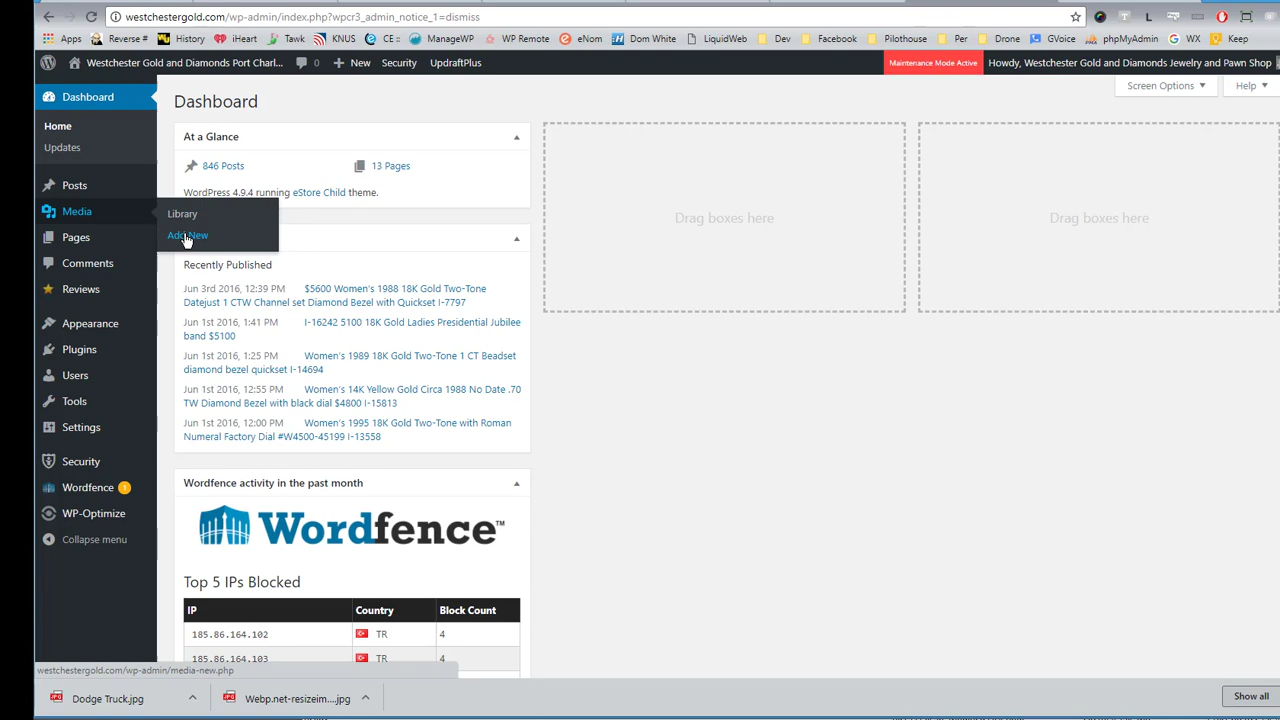 westchestergold.com/wp-admin/index.php?wpcr3_admin_notice_1=dismiss
Apps Reverse # History iHeart Tawk KNUS CE :: ManageWP WP Remote eNom Dom White LiquidWeb Dev Facebook Pilothouse Per Drone GVoice phpMyAdmin WX Keep
Westchester Gold and Diamonds Port Charl... 0 New Security UpdraftPlus Maintenance Mode Active Howdy, Westchester Gold and Diamonds Jewelry and Pawn Shop
Screen Options Help
Dashboard
Home
Updates
Posts
Media
Library
Add New
Pages
Comments
Reviews
Appearance
Plugins
Users
Tools
Settings
Security
Wordfence 1
WP-Optimize
Collapse menu
Dashboard
At a Glance
846 Posts 13 Pages
WordPress 4.9.4 running eStore Child theme.
Recently Published
Jun 3rd 2016, 12:39 PM $5600 Women's 1988 18K Gold Two-Tone
Datejust 1 CTW Channel set Diamond Bezel with Quickset I-7797
Jun 1st 2016, 1:41 PM I-16242 5100 18K Gold Ladies Presidential Jubilee
band $5100
Jun 1st 2016, 1:25 PM Women's 1989 18K Gold Two-Tone 1 CT Beadset
diamond bezel quickset I-14694
Jun 1st 2016, 12:55 PM Women's 14K Yellow Gold Circa 1988 No Date .70
TW Diamond Bezel with black dial $4800 I-15813
Jun 1st 2016, 12:00 PM Women's 1995 18K Gold Two-Tone with Roman
Numeral Factory Dial #W4500-45199 I-13558
Wordfence activity in the past month
Wordfence™
Top 5 IPs Blocked
IP Country Block Count
185.86.164.102 TR 4
185.86.164.103 TR 4
Drag boxes here
Drag boxes here
westchestergold.com/wp-admin/media-new.php
Dodge Truck.jpg Webp.net-resizeim....jpg Show all